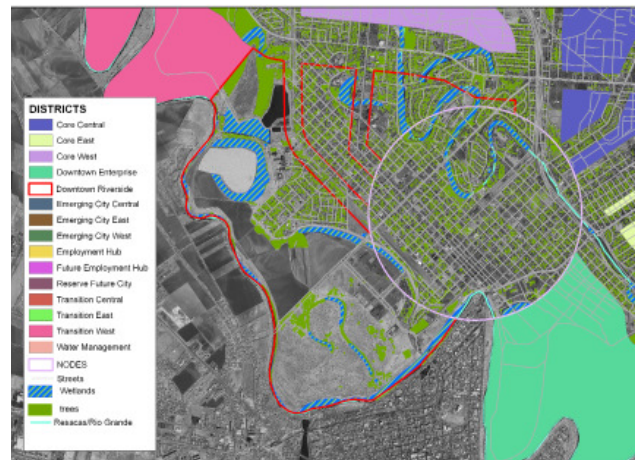 DISTRICTS
Core Central
Core East
Core West
Downtown Enterprise
Downtown Riverside
Emerging City Central
Emerging City East
Emerging City West
Employment Hub
Future Employment Hub
Reserve Future City
Transition Central
Transition East
Transition West
Water Management
NODES
Streets
Wetlands
trees
Resacas/Rio Grande